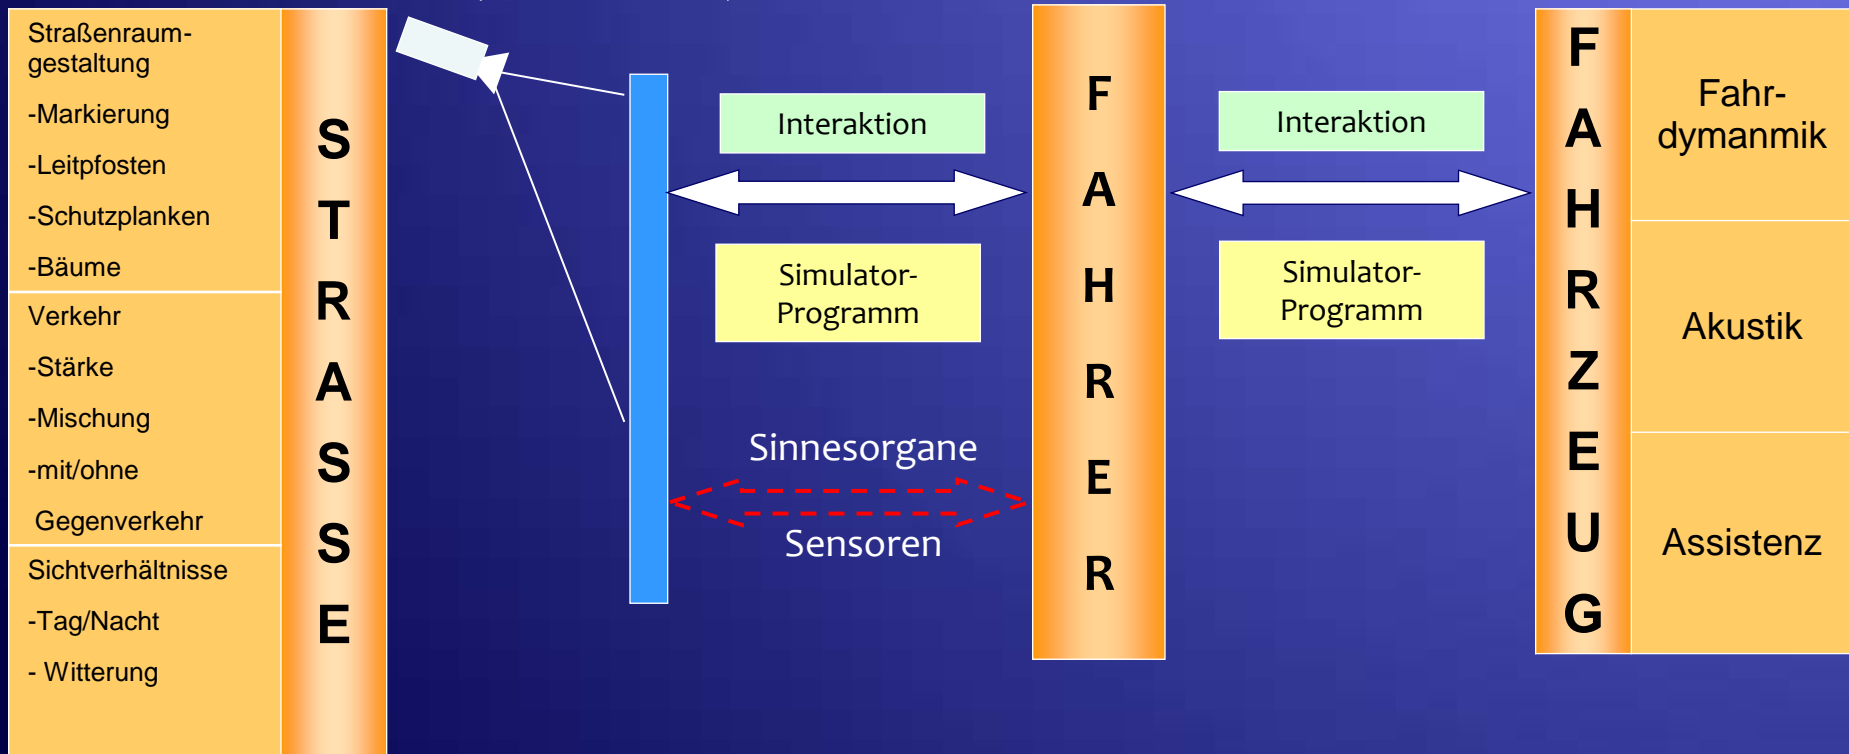 Straßenraum-
gestaltung
-Markierung
-Leitpfosten
-Schutzplanken
-Bäume
Verkehr
-Stärke
-Mischung
-mit/ohne
Gegenverkehr
Sichtverhältnisse
-Tag/Nacht
- Witterung
S
T
R
A
S
S
E
Interaktion
Simulator-
Programm
Sinnesorgane
Sensoren
F
A
H
R
E
R
Interaktion
Simulator-
Programm
F
A
H
R
Z
E
U
G
Fahr-
dymanmik
Akustik
Assistenz